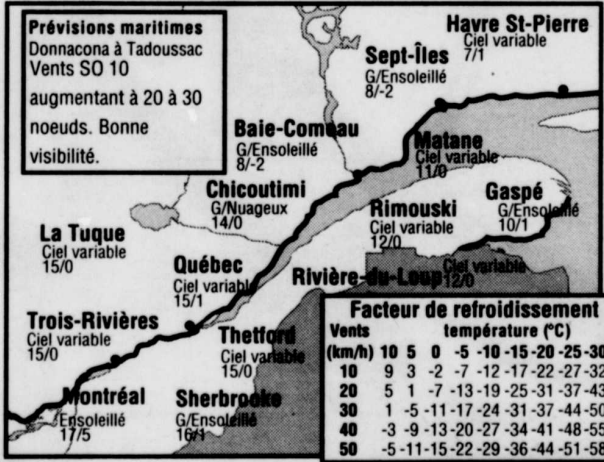 Prévisions maritimes
Donnacona à Tadoussac
Vents SO 10
augmentant à 20 à 30
noeuds. Bonne
visibilité.
Havre St-Pierre
Ciel variable
7/1
Sept-Îles
G/Ensoleillé
8/-2
Baie-Comeau
G/Ensoleillé
8/-2
Matane
Ciel variable
11/0
Chicoutimi
G/Nuageux
14/0
Rimouski
Ciel variable
12/0
Gaspé
G/Ensoleillé
10/1
La Tuque
Ciel variable
15/0
Québec
Ciel variable
15/1
Rivière-du-Loup
Ciel variable
12/0
Trois-Rivières
Ciel variable
15/0
Thetford
Ciel variable
15/0
Montréal
Ensoleillé
17/5
Sherbrooke
G/Ensoleillé
16/1
Facteur de refroidissement
Vents température (°C)
(km/h) 10 5 0 -5 -10 -15 -20 -25 -30
10 9 3 -2 -7 -12 -17 -22 -27 -32
20 5 1 -7 -13 -19 -25 -31 -37 -43
30 1 -5 -11 -17 -24 -31 -37 -44 -50
40 -3 -9 -13 -20 -27 -34 -41 -48 -55
50 -5 -11 -15 -22 -29 -36 -44 -51 -58